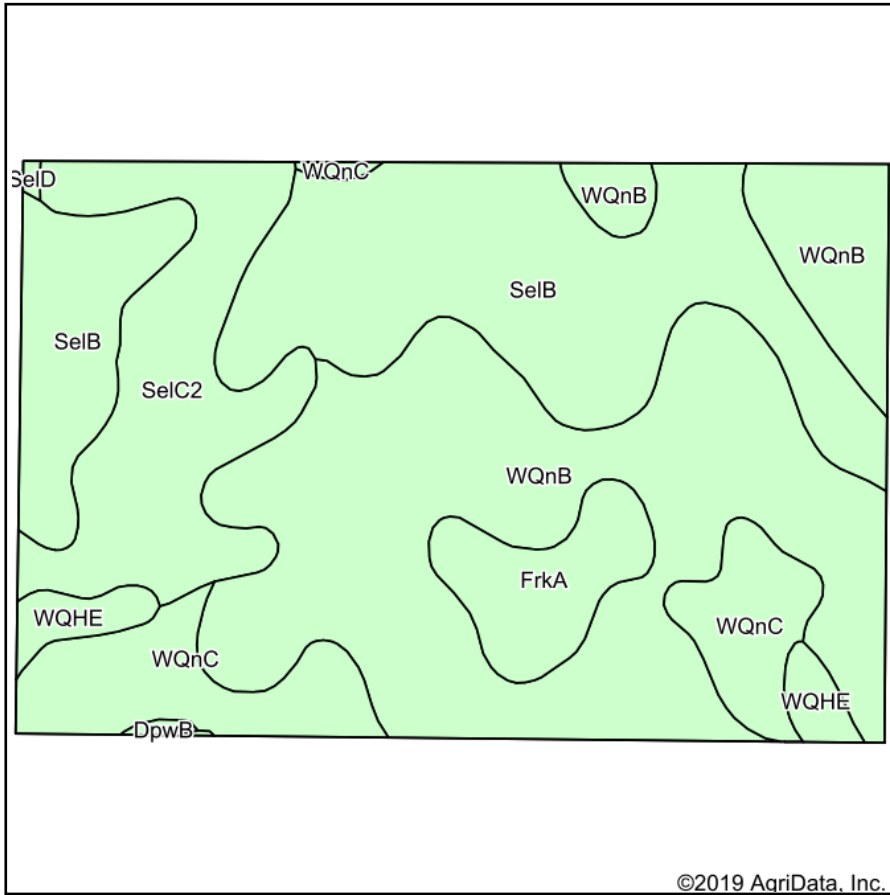 WQnC
SelD
WQnB
WQnB
SelB
SelB
SelC2
WQnB
FrkA
WQHE
WQnC
WQnC
WQHE
DpwB
©2019 AgriData, Inc.